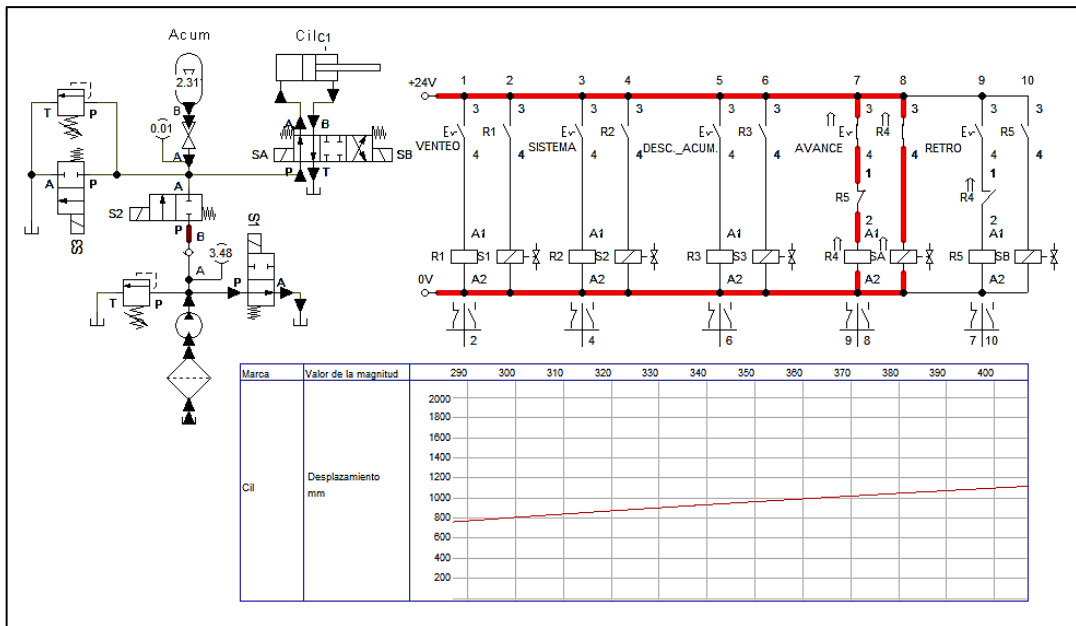 Acum
Cil C1
2.31
B
T
P
0.01
A
A
B
SA
SB
P
T
A
P
S2
S3
P
B
S1
3.48
A
T
P
P
A
+24V
1 2 3 4 5 6 7 8 9 10
3 3 3 3 3 3 3 3 3 3
R1 R2 R3 R4 R5
VENTEO SISTEMA DESC._ACUM. AVANCE RETRO
4 4 4 4 4 4 4 4 4 4
1 1
R5 R4
2 2
A1 A1 A1 A1 A1
R1 S1 R2 S2 R3 S3 R4 SA R5 SB
A2 A2 A2 A2 A2
0V
2 4 6 9 8 7 10
Marca Valor de la magnitud 290 300 310 320 330 340 350 360 370 380 390 400
2000
1800
1600
1400
1200
Cil Desplazamiento
mm
1000
800
600
400
200